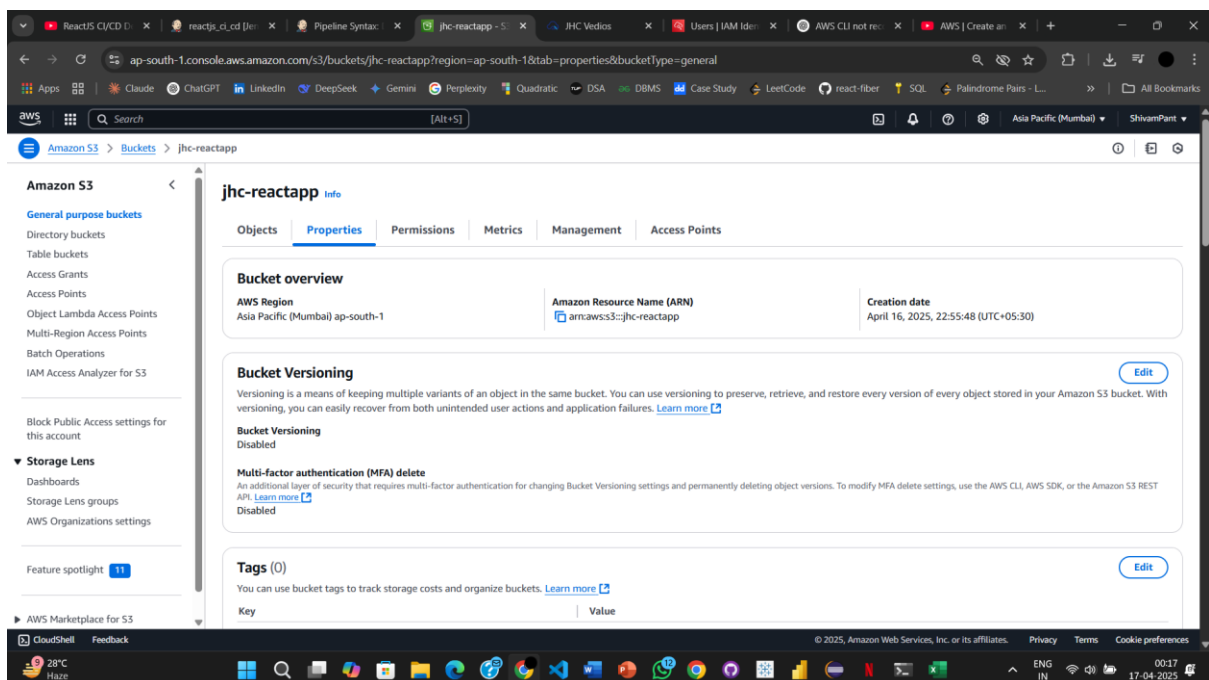 ReactJS CI/CD D
reactjs_ci_cd [Jen
Pipeline Syntax:
jhc-reactapp - S3
JHC Vedios
Users | IAM Iden
AWS CLI not rec
AWS | Create an
ap-south-1.console.aws.amazon.com/s3/buckets/jhc-reactapp?region=ap-south-1&tab=properties&bucketType=general
Apps Claude ChatGPT LinkedIn DeepSeek Gemini Perplexity Quadratic DSA DBMS Case Study LeetCode react-fiber SQL Palindrome Pairs - L... » All Bookmarks
aws Search [Alt+S] Asia Pacific (Mumbai) ShivamPant
Amazon S3 > Buckets > jhc-reactapp
Amazon S3
General purpose buckets
Directory buckets
Table buckets
Access Grants
Access Points
Object Lambda Access Points
Multi-Region Access Points
Batch Operations
IAM Access Analyzer for S3
Block Public Access settings for
this account
Storage Lens
Dashboards
Storage Lens groups
AWS Organizations settings
Feature spotlight 11
AWS Marketplace for S3
jhc-reactapp Info
Objects Properties Permissions Metrics Management Access Points
Bucket overview
AWS Region
Asia Pacific (Mumbai) ap-south-1
Amazon Resource Name (ARN)
arn:aws:s3:::jhc-reactapp
Creation date
April 16, 2025, 22:55:48 (UTC+05:30)
Bucket Versioning
Edit
Versioning is a means of keeping multiple variants of an object in the same bucket. You can use versioning to preserve, retrieve, and restore every version of every object stored in your Amazon S3 bucket. With
versioning, you can easily recover from both unintended user actions and application failures. Learn more
Bucket Versioning
Disabled
Multi-factor authentication (MFA) delete
An additional layer of security that requires multi-factor authentication for changing Bucket Versioning settings and permanently deleting object versions. To modify MFA delete settings, use the AWS CLI, AWS SDK, or the Amazon S3 REST
API. Learn more
Disabled
Tags (0)
Edit
You can use bucket tags to track storage costs and organize buckets. Learn more
Key Value
CloudShell Feedback © 2025, Amazon Web Services, Inc. or its affiliates. Privacy Terms Cookie preferences
9 28°C
Haze
12
ENG
IN
00:17
17-04-2025